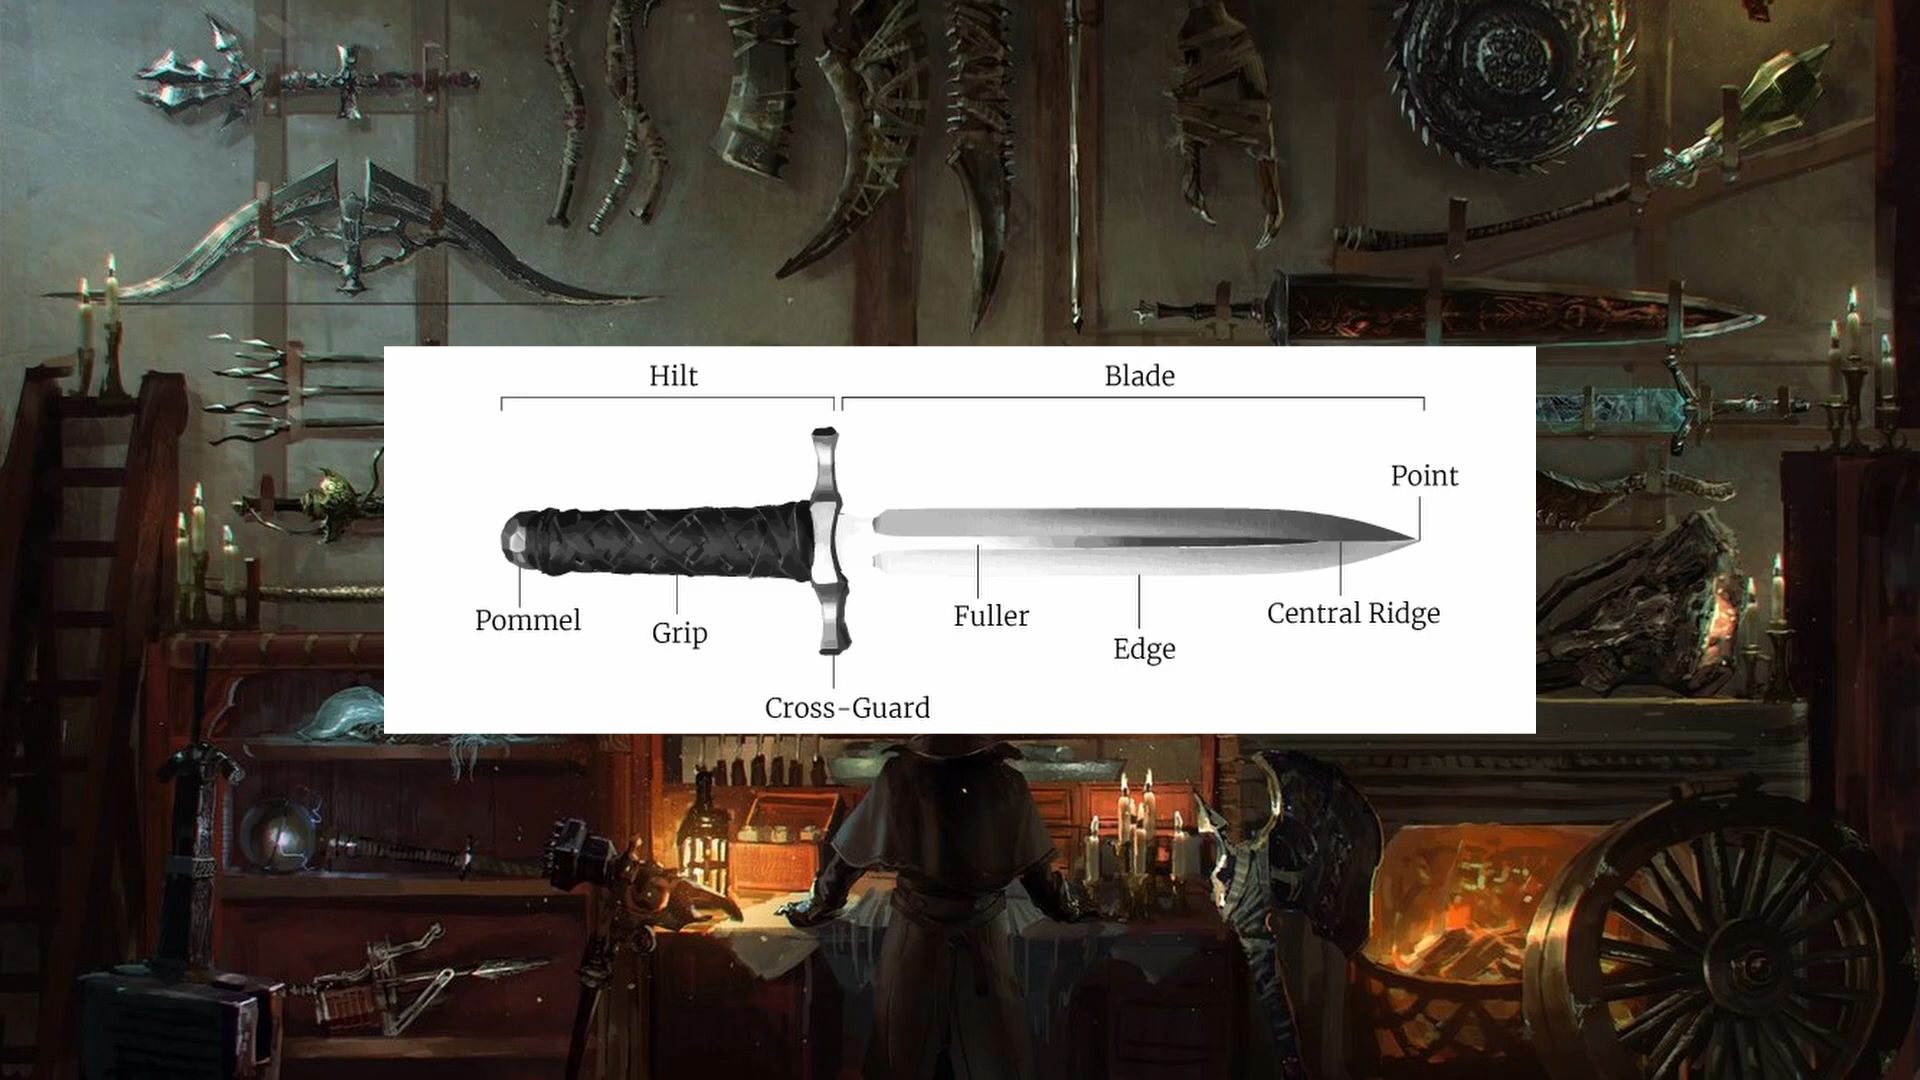 Hilt
Blade
Point
Pommel
Grip
Fuller
Edge
Central Ridge
Cross-Guard